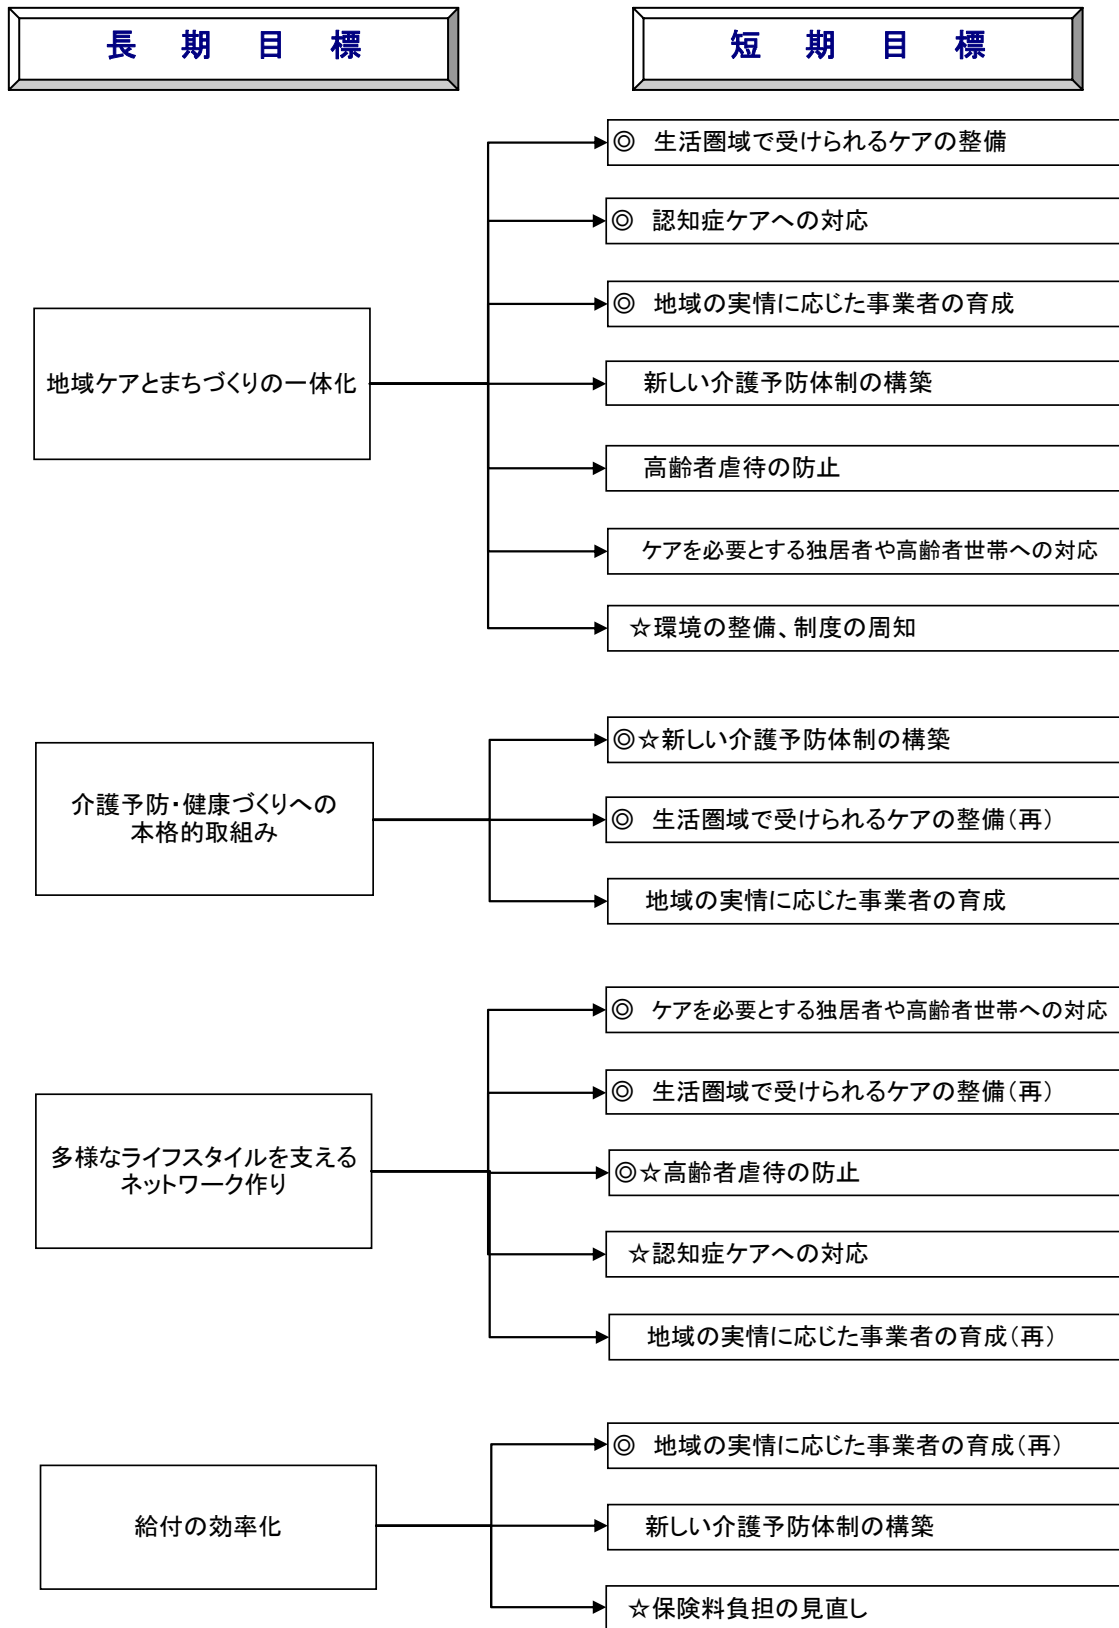 長 期 目 標
短 期 目 標
地域ケアとまちづくりの一体化
◎ 生活圏域で受けられるケアの整備
◎ 認知症ケアへの対応
◎ 地域の実情に応じた事業者の育成
新しい介護予防体制の構築
高齢者虐待の防止
ケアを必要とする独居者や高齢者世帯への対応
☆環境の整備、制度の周知
介護予防・健康づくりへの
本格的取組み
◎☆新しい介護予防体制の構築
◎ 生活圏域で受けられるケアの整備(再)
地域の実情に応じた事業者の育成
多様なライフスタイルを支える
ネットワーク作り
◎ ケアを必要とする独居者や高齢者世帯への対応
◎ 生活圏域で受けられるケアの整備(再)
◎☆高齢者虐待の防止
☆認知症ケアへの対応
地域の実情に応じた事業者の育成(再)
給付の効率化
◎ 地域の実情に応じた事業者の育成(再)
新しい介護予防体制の構築
☆保険料負担の見直し